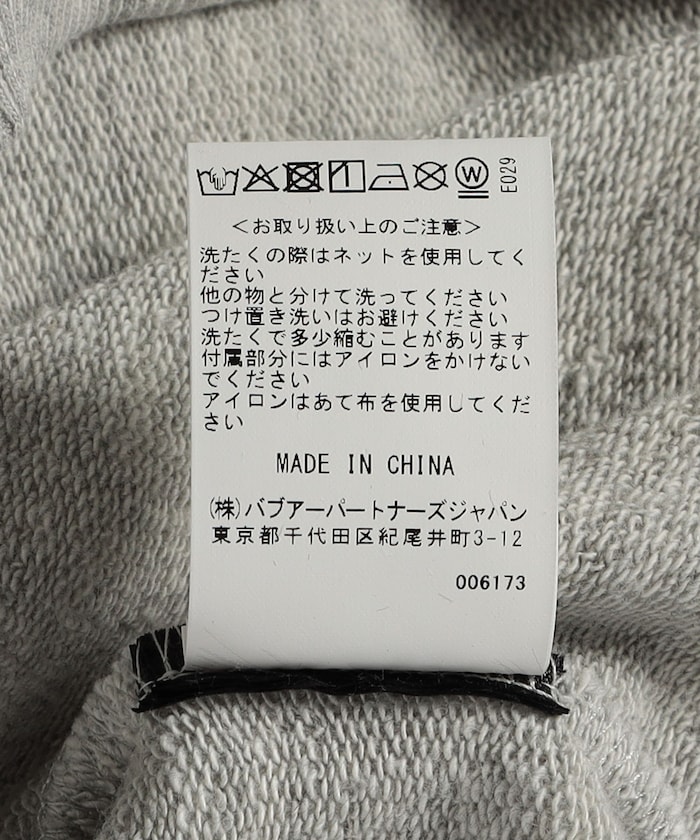 E029
＜お取り扱い上のご注意＞
洗たくの際はネットを使用してく
ださい
他の物と分けて洗ってください
つけ置き洗いはお避けください
洗たくで多少縮むことがあります
付属部分にはアイロンをかけない
でください
アイロンはあて布を使用してくだ
さい
MADE IN CHINA
(株)バブアーパートナーズジャパン
東京都千代田区紀尾井町3-12
006173